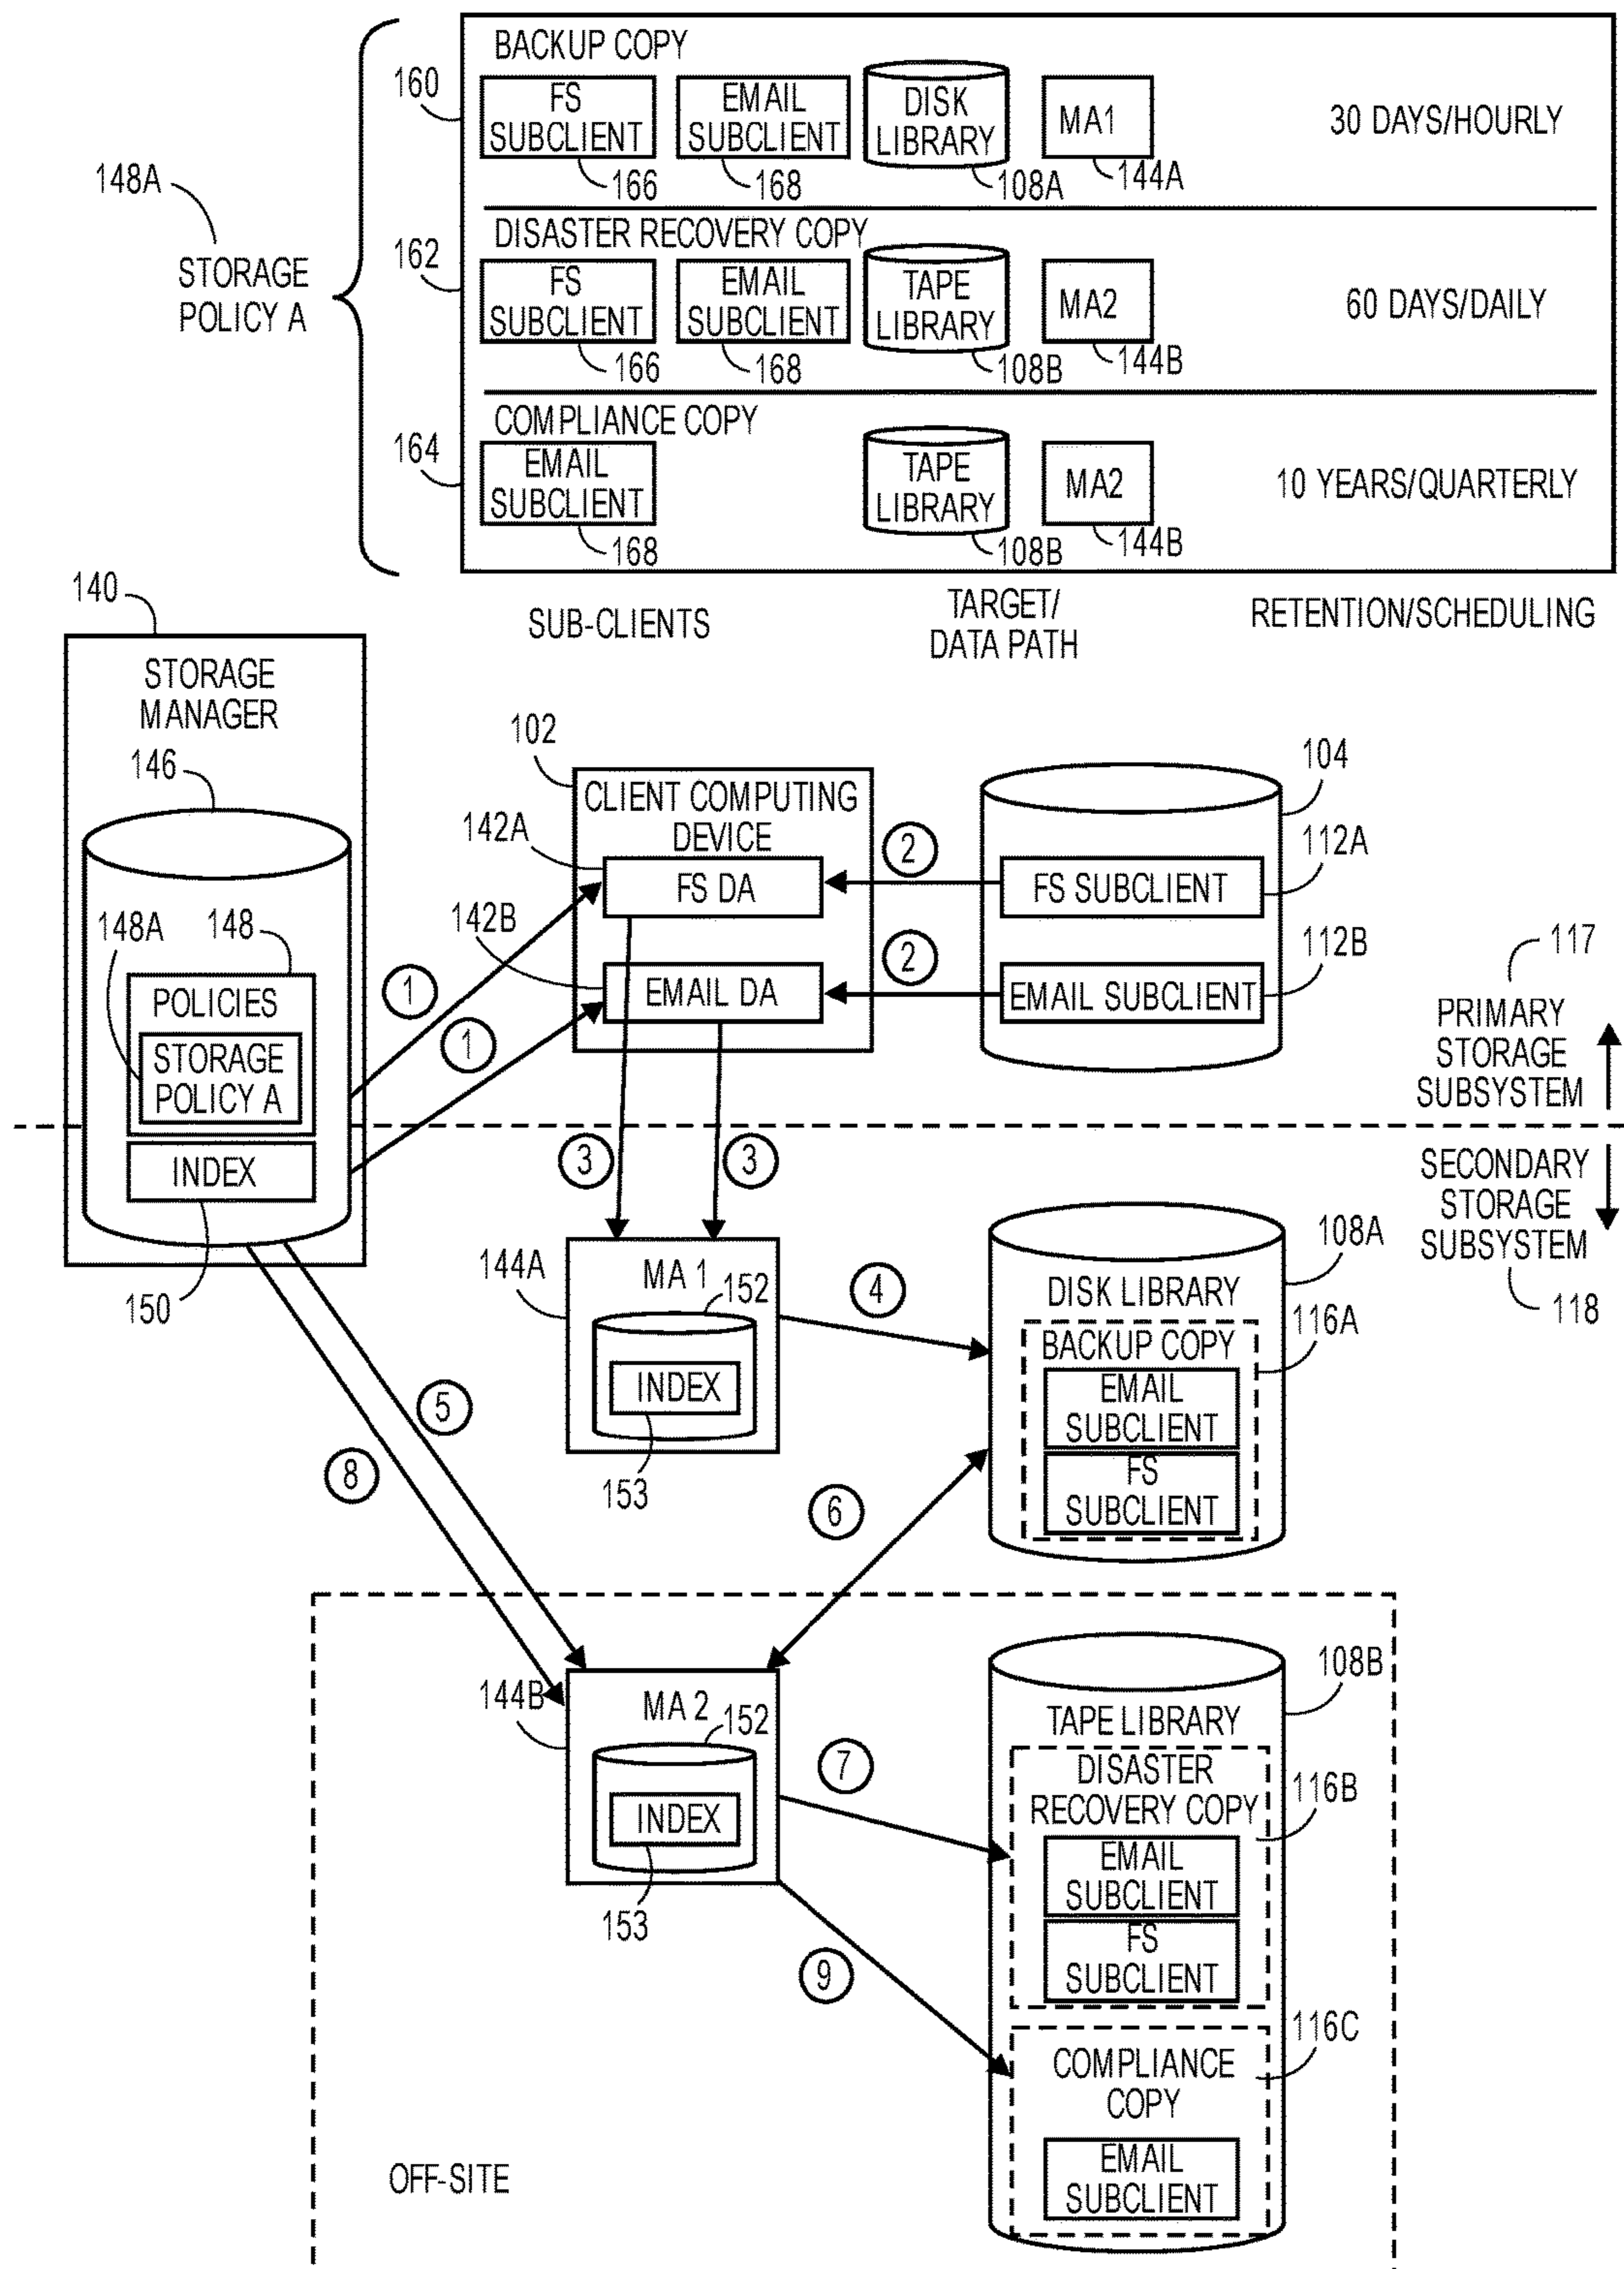 BACKUP COPY
160
FS
SUBCLIENT
166
EMAIL
SUBCLIENT
168
DISK
LIBRARY
108A
MA1
144A
30 DAYS/HOURLY
148A
STORAGE
POLICY A
DISASTER RECOVERY COPY
162
FS
SUBCLIENT
166
EMAIL
SUBCLIENT
168
TAPE
LIBRARY
108B
MA2
144B
60 DAYS/DAILY
COMPLIANCE COPY
164
EMAIL
SUBCLIENT
168
TAPE
LIBRARY
108B
MA2
144B
10 YEARS/QUARTERLY
SUB-CLIENTS
TARGET/
DATA PATH
RETENTION/SCHEDULING
140
STORAGE
MANAGER
146
148A
148
POLICIES
STORAGE
POLICY A
INDEX
150
1
1
102
CLIENT COMPUTING
DEVICE
142A
FS DA
142B
EMAIL DA
2
2
104
FS SUBCLIENT
112A
EMAIL SUBCLIENT
112B
117
PRIMARY
STORAGE
SUBSYSTEM
SECONDARY
STORAGE
SUBSYSTEM
118
3
3
144A
MA 1
152
INDEX
153
4
108A
DISK LIBRARY
116A
BACKUP COPY
EMAIL
SUBCLIENT
FS
SUBCLIENT
5
8
6
144B
MA 2
152
INDEX
153
7
9
108B
TAPE LIBRARY
DISASTER
RECOVERY COPY
116B
EMAIL
SUBCLIENT
FS
SUBCLIENT
116C
COMPLIANCE
COPY
EMAIL
SUBCLIENT
OFF-SITE